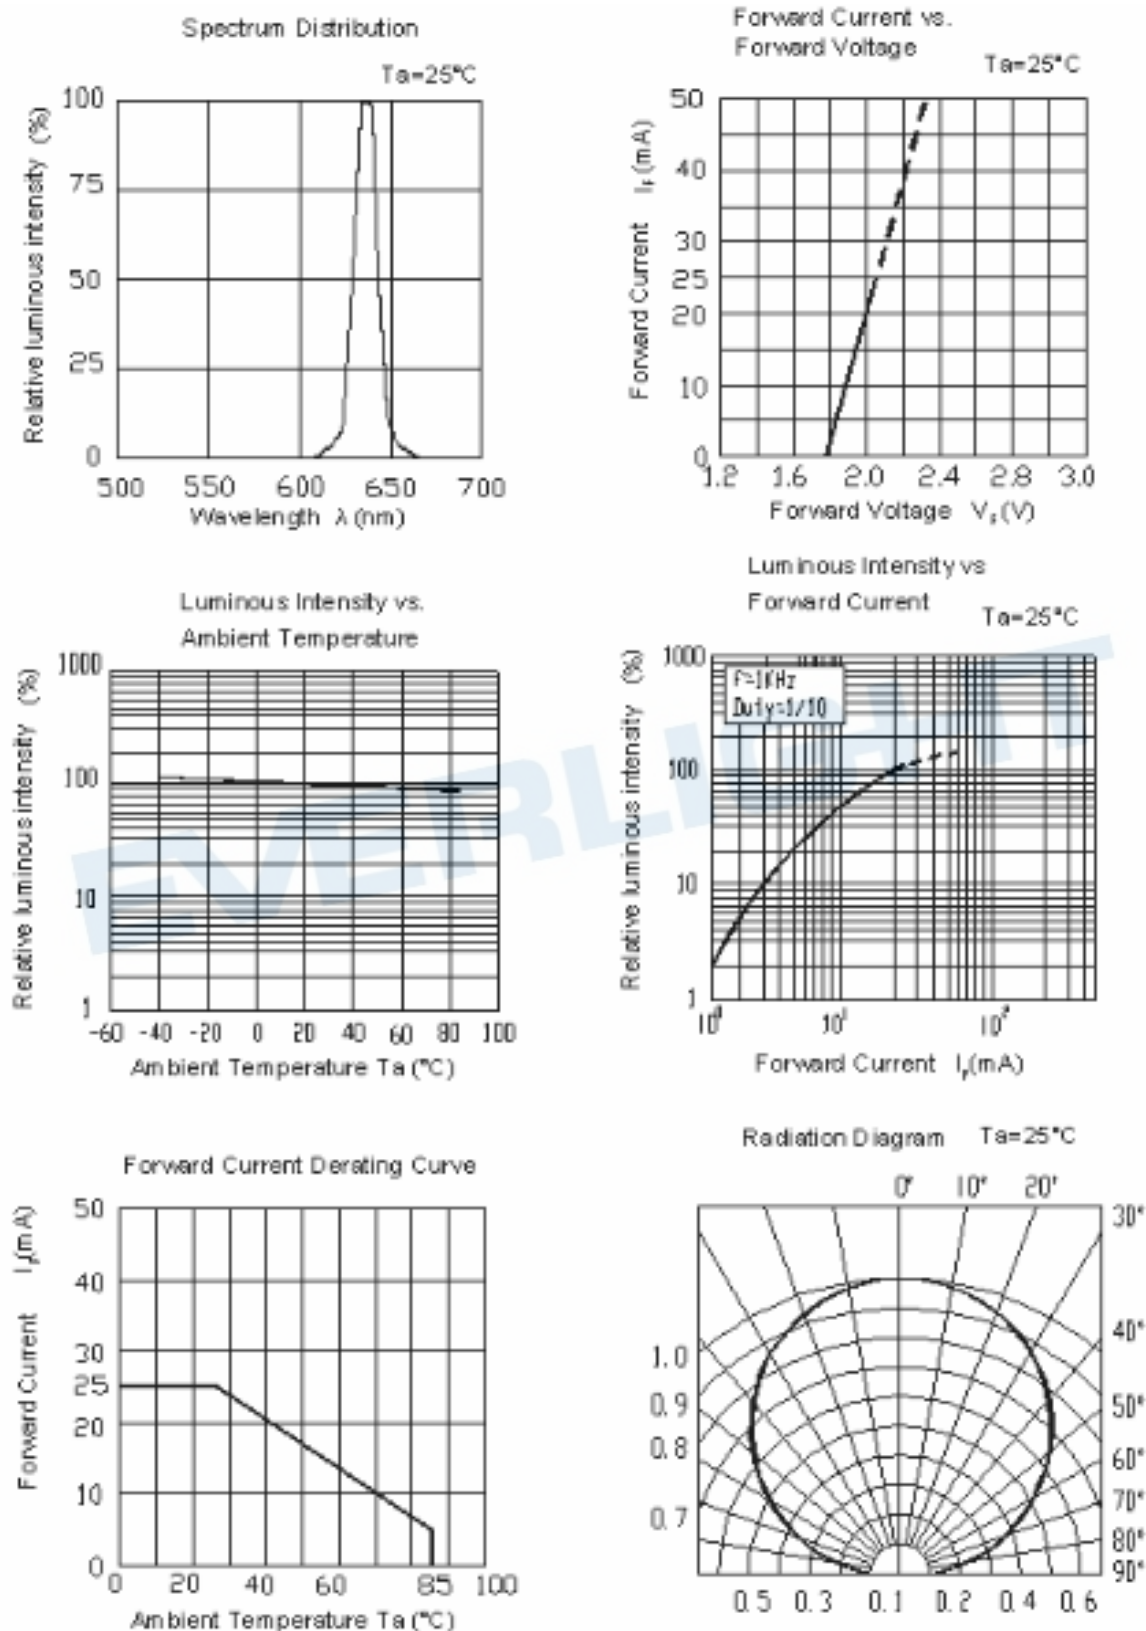 Spectrum Distribution
Ta=25°C
100
75
50
25
0
500 550 600 650 700
Relative luminous intensity (%)
Wavelength λ (nm)
Forward Current vs.
Forward Voltage
Ta=25°C
50
40
30
25
20
10
0
1.2 1.6 2.0 2.4 2.8 3.0
Forward Current IF (mA)
Forward Voltage VF (V)
Luminous Intensity vs.
Ambient Temperature
1000
100
10
1
-60 -40 -20 0 20 40 60 80 100
Relative luminous intensity (%)
Ambient Temperature Ta (°C)
Luminous Intensity vs
Forward Current
Ta=25°C
F=1KHz
Duty=1/10
1000
100
10
1
10⁰ 10¹ 10²
Relative luminous intensity (%)
Forward Current IF(mA)
EVERLIGHT
Forward Current Derating Curve
50
40
30
25
20
10
0
0 20 40 60 85 100
Forward Current IF(mA)
Ambient Temperature Ta (°C)
Radiation Diagram Ta=25°C
0° 10° 20°
30°
40°
50°
60°
70°
80°
90°
1.0
0.9
0.8
0.7
0.5 0.3 0.1 0.2 0.4 0.6